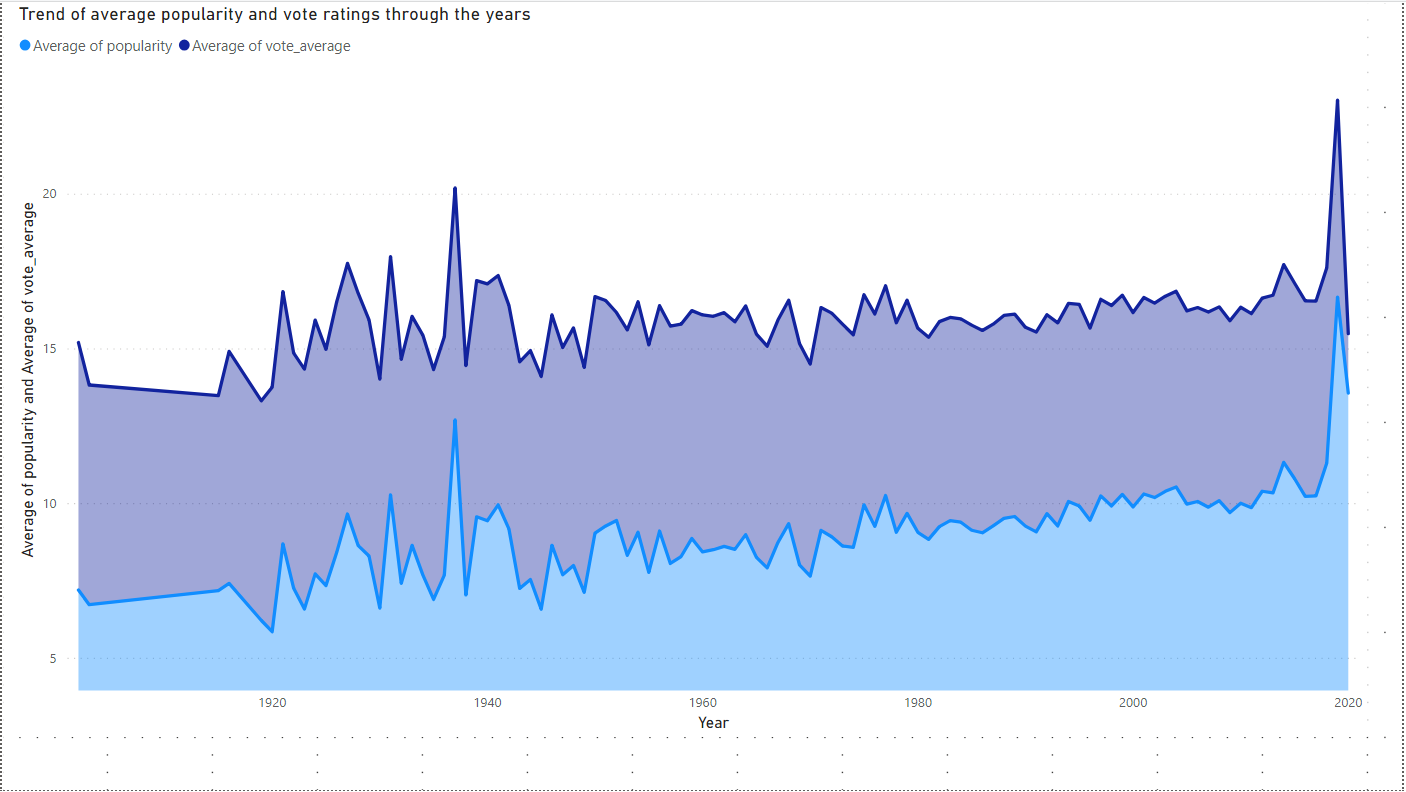 Trend of average popularity and vote ratings through the years
Average of popularity Average of vote_average
Average of popularity and Average of vote_average
20
15
10
5
1920 1940 1960 1980 2000 2020
Year